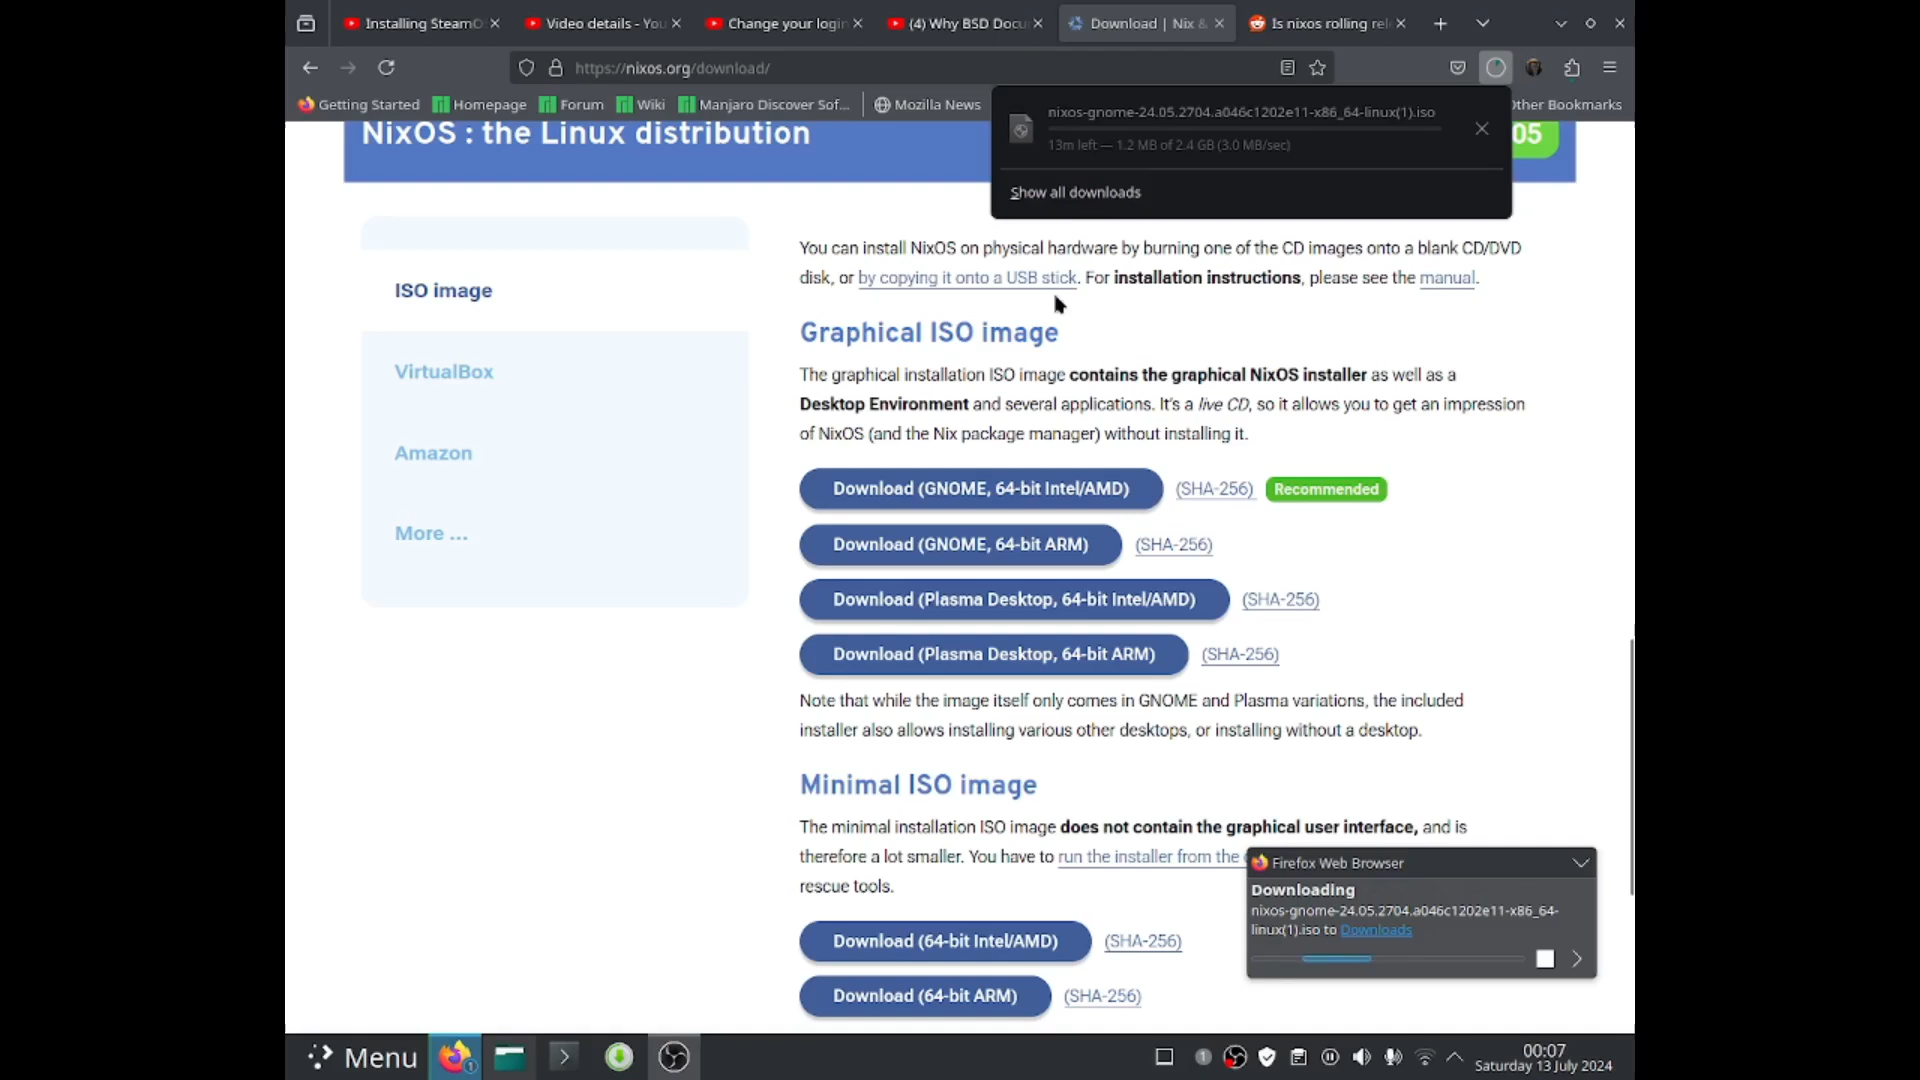 Installing SteamO
Video details - You
Change your logi
(4) Why BSD Docu
Download | Nix &
Is nixos rolling rel
https://nixos.org/download/
Getting Started
Homepage
Forum
Wiki
Manjaro Discover Sof...
Mozilla News
Other Bookmarks
nixos-gnome-24.05.2704.a046c1202e11-x86_64-linux(1).iso
13m left — 1.2 MB of 2.4 GB (3.0 MB/sec)
Show all downloads
NixOS : the Linux distribution
05
ISO image
VirtualBox
Amazon
More ...
You can install NixOS on physical hardware by burning one of the CD images onto a blank CD/DVD
disk, or by copying it onto a USB stick. For installation instructions, please see the manual.
Graphical ISO image
The graphical installation ISO image contains the graphical NixOS installer as well as a
Desktop Environment and several applications. It's a live CD, so it allows you to get an impression
of NixOS (and the Nix package manager) without installing it.
Download (GNOME, 64-bit Intel/AMD) (SHA-256) Recommended
Download (GNOME, 64-bit ARM) (SHA-256)
Download (Plasma Desktop, 64-bit Intel/AMD) (SHA-256)
Download (Plasma Desktop, 64-bit ARM) (SHA-256)
Note that while the image itself only comes in GNOME and Plasma variations, the included
installer also allows installing various other desktops, or installing without a desktop.
Minimal ISO image
The minimal installation ISO image does not contain the graphical user interface, and is
therefore a lot smaller. You have to run the installer from the
rescue tools.
Download (64-bit Intel/AMD) (SHA-256)
Download (64-bit ARM) (SHA-256)
Firefox Web Browser
Downloading
nixos-gnome-24.05.2704.a046c1202e11-x86_64-
linux(1).iso to Downloads
Menu
1
1
00:07
Saturday 13 July 2024